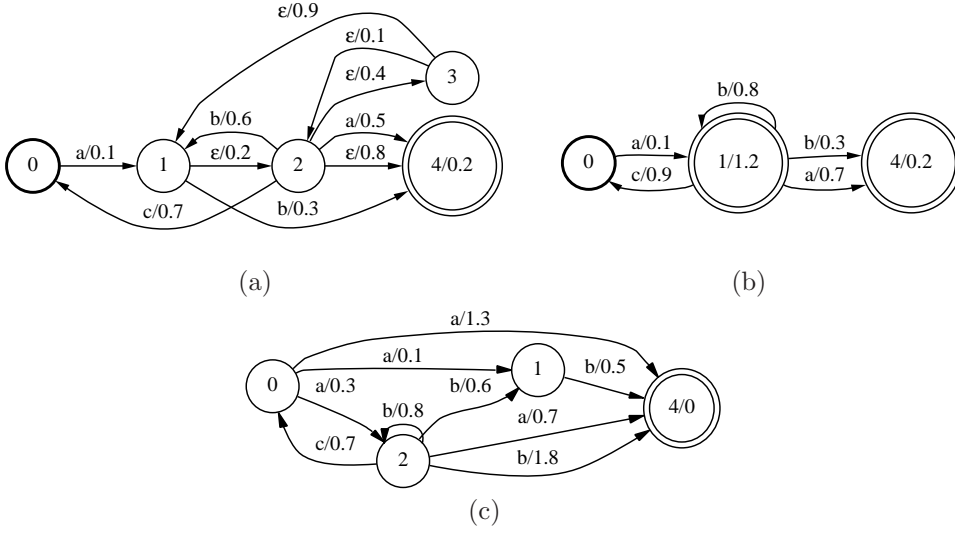 ε/0.9
ε/0.1
ε/0.4
3
b/0.6
a/0.5
0
a/0.1
1
ε/0.2
2
ε/0.8
4/0.2
c/0.7
b/0.3
(a)
b/0.8
0
a/0.1
c/0.9
1/1.2
b/0.3
a/0.7
4/0.2
(b)
a/1.3
a/0.1
0
a/0.3
b/0.6
1
b/0.5
b/0.8
a/0.7
4/0
c/0.7
2
b/1.8
(c)